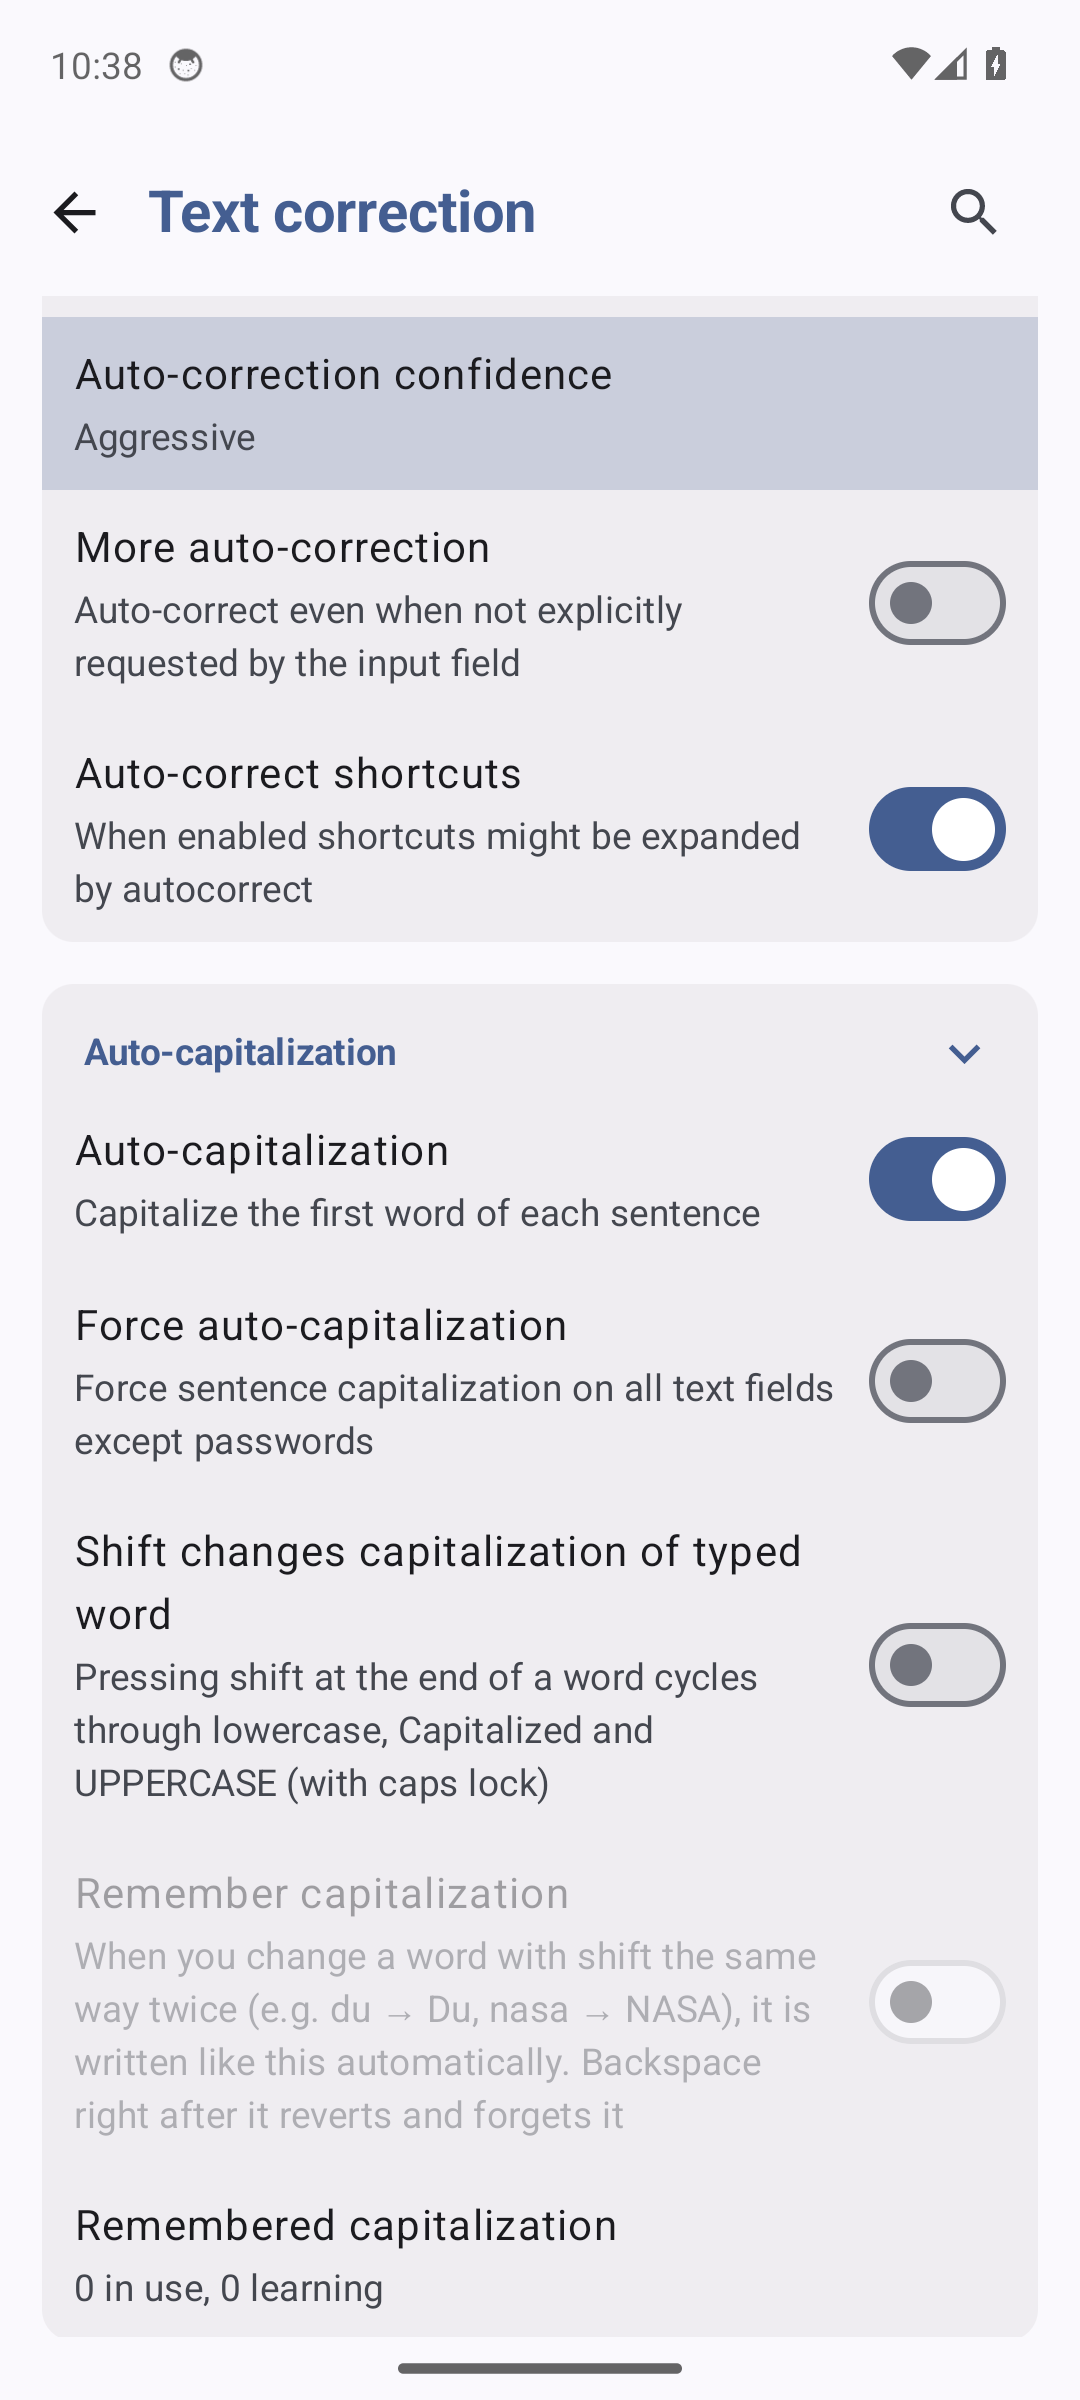 10:38
Text correction
Auto-correction confidence
Aggressive
More auto-correction
Auto-correct even when not explicitly
requested by the input field
Auto-correct shortcuts
When enabled shortcuts might be expanded
by autocorrect
Auto-capitalization
Auto-capitalization
Capitalize the first word of each sentence
Force auto-capitalization
Force sentence capitalization on all text fields
except passwords
Shift changes capitalization of typed
word
Pressing shift at the end of a word cycles
through lowercase, Capitalized and
UPPERCASE (with caps lock)
Remember capitalization
When you change a word with shift the same
way twice (e.g. du → Du, nasa → NASA), it is
written like this automatically. Backspace
right after it reverts and forgets it
Remembered capitalization
0 in use, 0 learning